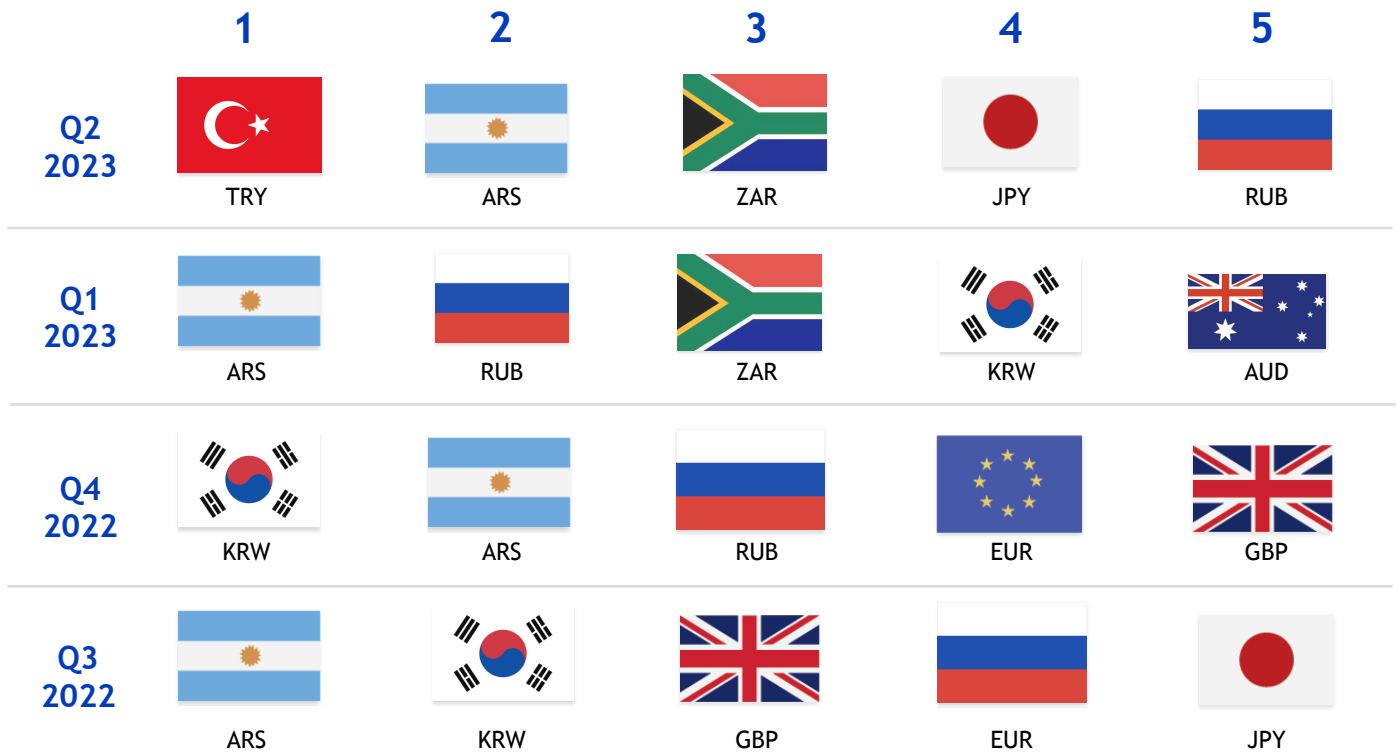 1 2 3 4 5
Q2
2023
TRY ARS ZAR JPY RUB
Q1
2023
ARS RUB ZAR KRW AUD
Q4
2022
KRW ARS RUB EUR GBP
Q3
2022
ARS KRW GBP EUR JPY